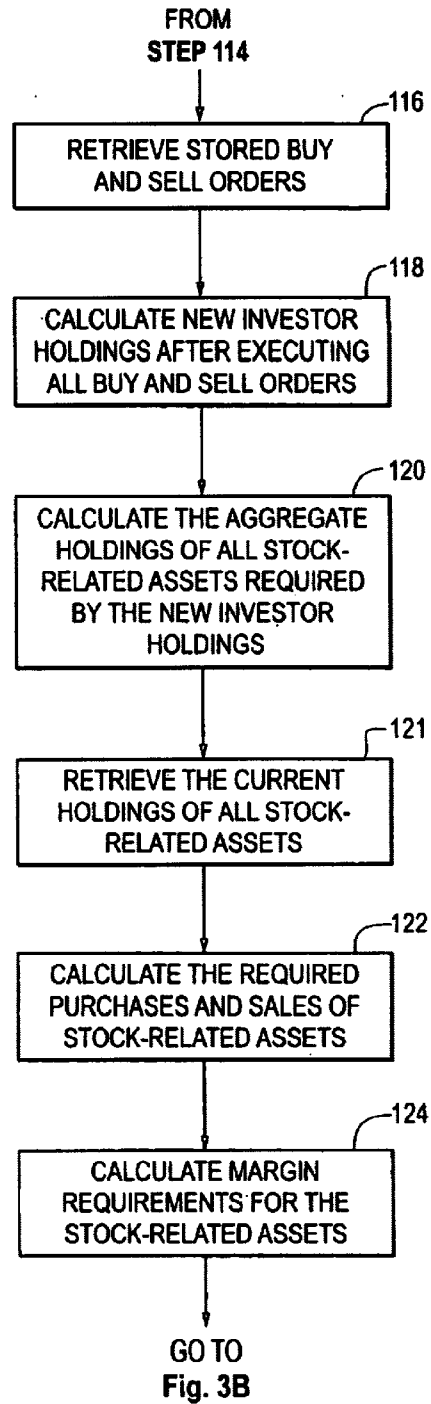 FROM
STEP 114
116
RETRIEVE STORED BUY
AND SELL ORDERS
118
CALCULATE NEW INVESTOR
HOLDINGS AFTER EXECUTING
ALL BUY AND SELL ORDERS
120
CALCULATE THE AGGREGATE
HOLDINGS OF ALL STOCK-
RELATED ASSETS REQUIRED
BY THE NEW INVESTOR
HOLDINGS
121
RETRIEVE THE CURRENT
HOLDINGS OF ALL STOCK-
RELATED ASSETS
122
CALCULATE THE REQUIRED
PURCHASES AND SALES OF
STOCK-RELATED ASSETS
124
CALCULATE MARGIN
REQUIREMENTS FOR THE
STOCK-RELATED ASSETS
GO TO
Fig. 3B